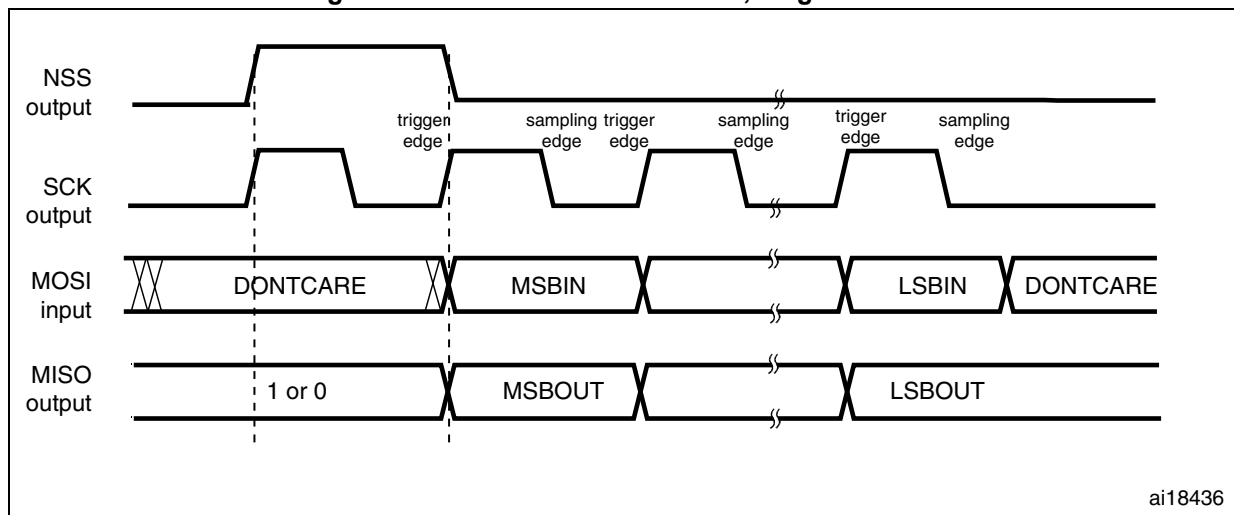 NSS
output
trigger
edge
sampling
edge
trigger
edge
sampling
edge
trigger
edge
sampling
edge
SCK
output
MOSI
input
DONTCARE
MSBIN
LSBIN
DONTCARE
MISO
output
1 or 0
MSBOUT
LSBOUT
ai18436